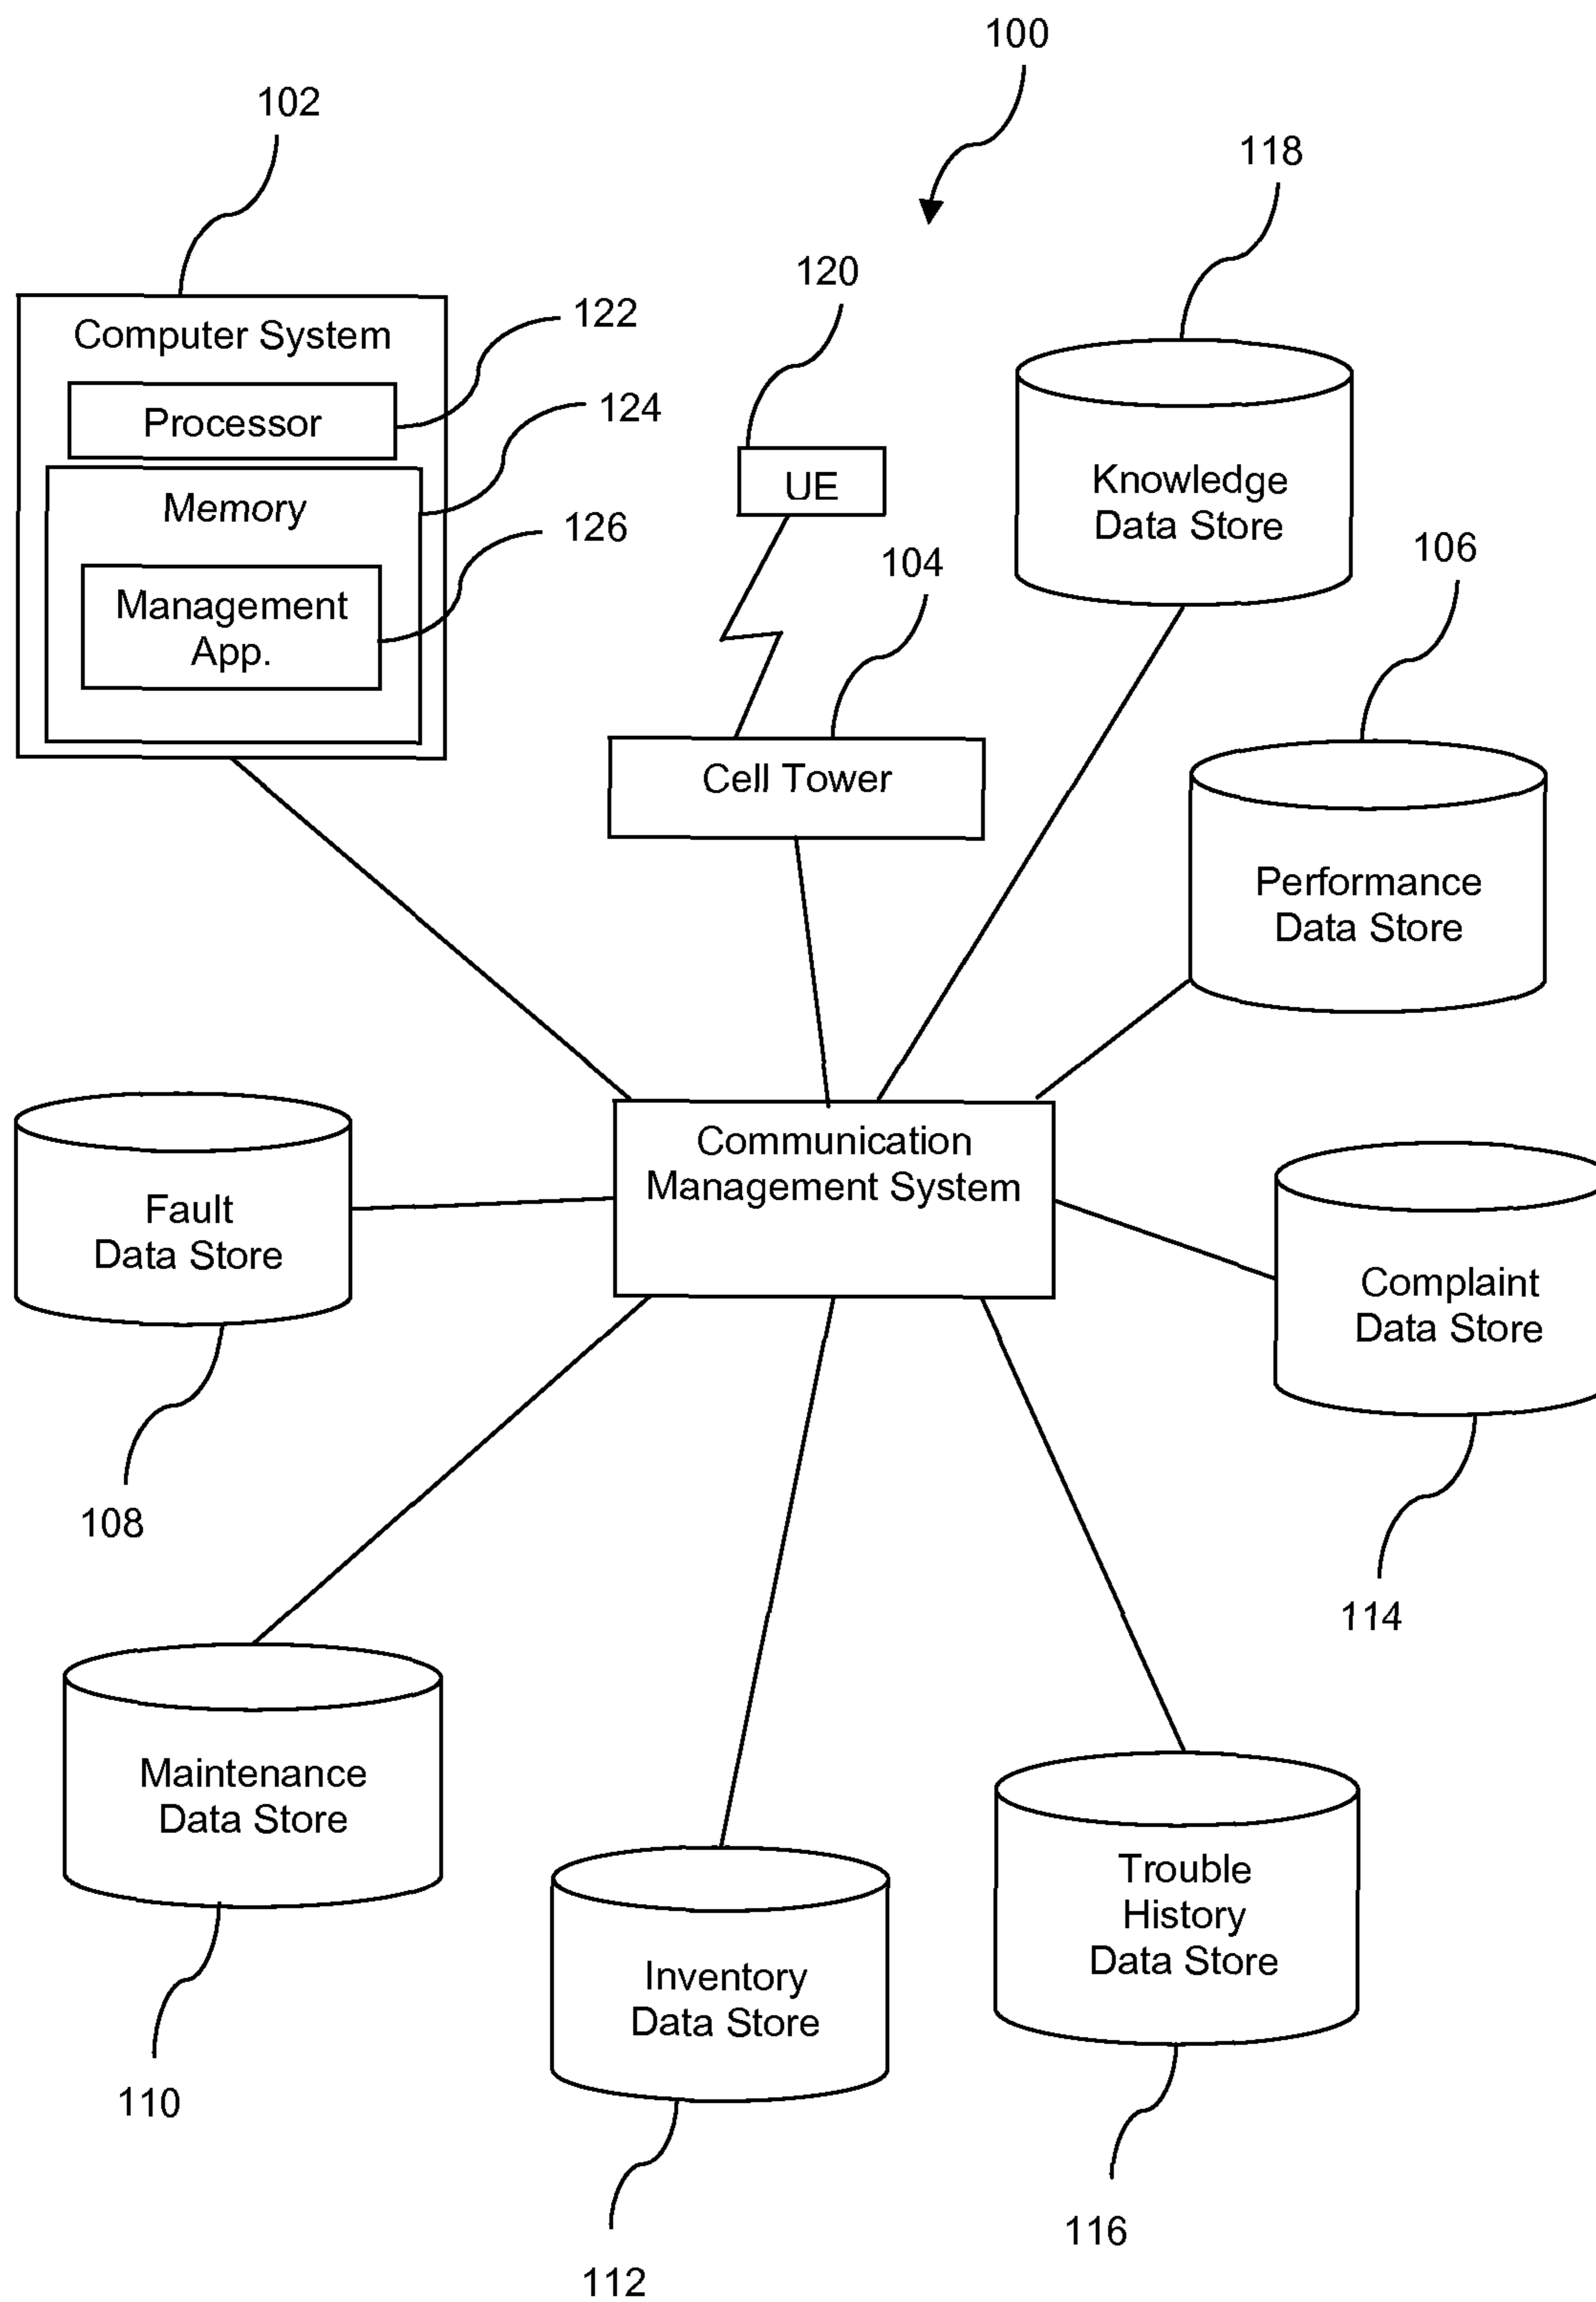 100
102
118
120
Computer System
122
Processor
124
Memory
126
Management
App.
UE
104
Knowledge
Data Store
106
Cell Tower
Performance
Data Store
Communication
Management System
Fault
Data Store
Complaint
Data Store
108
114
Maintenance
Data Store
Trouble
History
Data Store
Inventory
Data Store
110
116
112